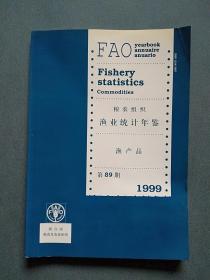 FAO
yearbook
annuaire
anuario
Fishery
statistics
Commodities
粮农组织
渔业统计年鉴
渔产品
第89期
1999